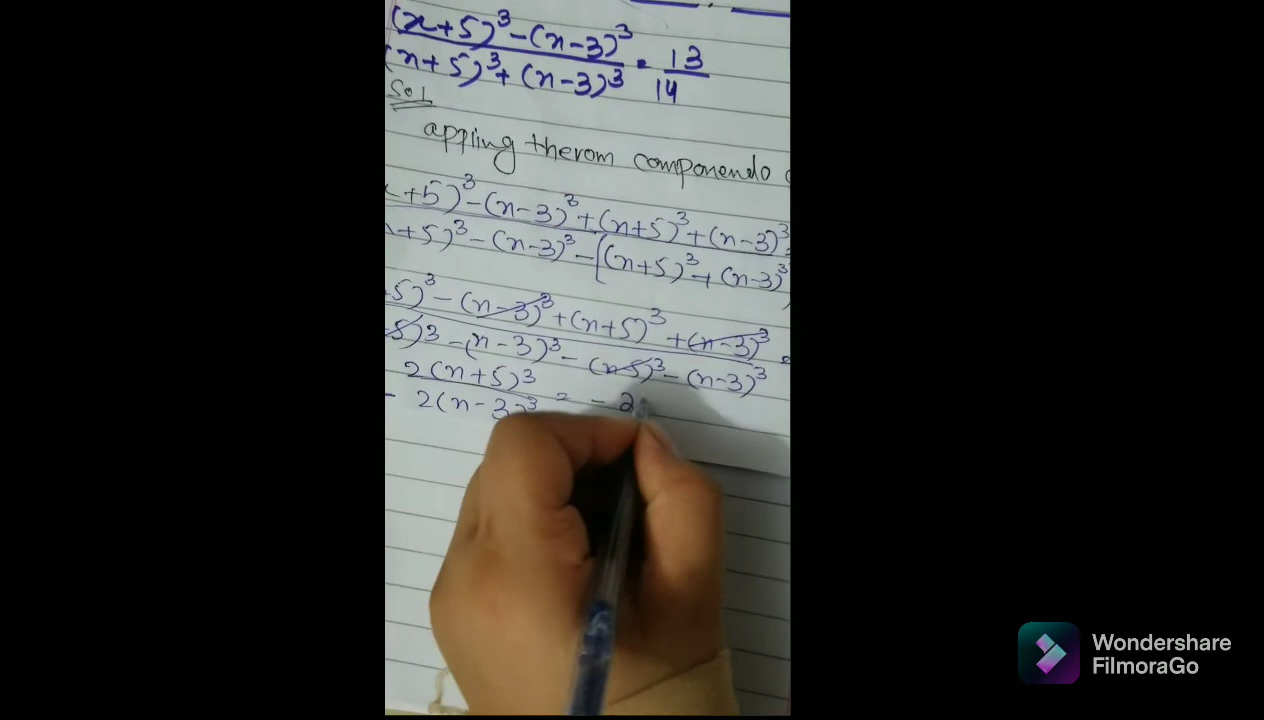 (x+5)³-(n-3)³ / (n+5)³+(n-3)³ = 13/14
Sol
appling therom componendo
+5)³-(n-3)³+(n+5)³+(n-3)³
+5)³-(n-3)³-((n+5)³+(n-3)³
5)³-(n-3)³+(n+5)³+(n-3)³ =
5)³-(n-3)³-(n-5)³-(n-3)³
2(n+5)³ / -2(n-3)³ = -2
Wondershare
FilmoraGo